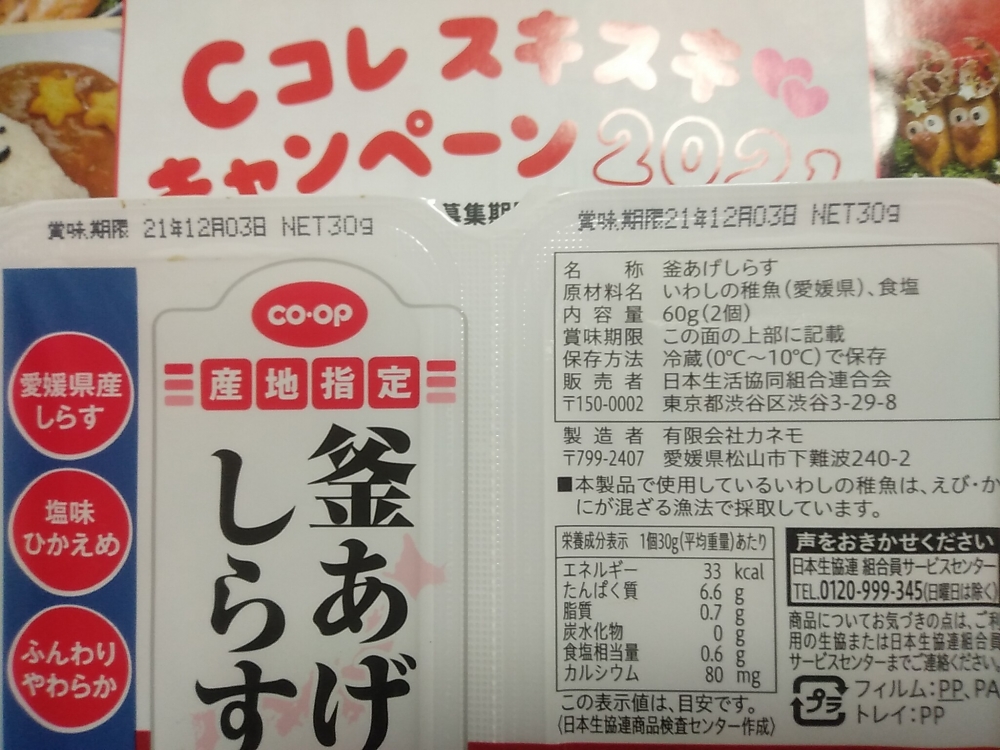 Cコレ スキスキ
キャンペーン 202
募集期
賞味期限 21年12月03日 NET30g
co·op
産地指定
釜あげ
しらす
愛媛県産
しらす
塩味
ひかえめ
ふんわり
やわらか
賞味期限21年12月03日 NET30g
名称 釜あげしらす
原材料名 いわしの稚魚(愛媛県)、食塩
内容量 60g(2個)
賞味期限 この面の上部に記載
保存方法 冷蔵(0℃~10℃)で保存
販売者 日本生活協同組合連合会
〒150-0002 東京都渋谷区渋谷3-29-8
製造者 有限会社カネモ
〒799-2407 愛媛県松山市下難波240-2
■本製品で使用しているいわしの稚魚は、えび・か
にが混ざる漁法で採取しています。
栄養成分表示 1個30g(平均重量)あたり
エネルギー 33 kcal
たんぱく質 6.6 g
脂質 0.7 g
炭水化物 0 g
食塩相当量 0.6 g
カルシウム 80 mg
この表示値は、目安です。
(日本生協連商品検査センター作成)
声をおきかせください
日本生協連 組合員サービスセンター
TEL.0120-999-345(日曜日は除く)
商品についてお気づきの点は、ご利
用の生協または日本生協連組合員
サービスセンターまでご連絡ください。
プラ
フィルム:PP、PA
トレイ:PP